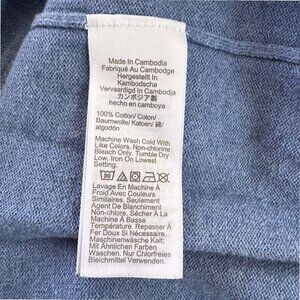 Made In Cambodia
Fabriqué Au Cambodge
Hergestellt In
Kambodscha
Vervaardigd In Cambodja
カンボジア製
hecho en camboya
100% Cotton/ Coton/
Baumwolle/ Katoen/ 綿/
algodón
Machine Wash Cold With
Like Colors. Non-chlorine
Bleach Only. Tumble Dry
Low. Iron On Lowest
Setting.
Lavage En Machine À
Froid Avec Couleurs
Similaires. Seulement
Agent De Blanchiment
Non-chlore. Sécher À La
Machine À Basse
Température. Repasser À
Fer Doux Si Nécessaire.
Maschinenwäsche Kalt;
Mit Ähnlichen Farben
Waschen. Nur Chlorfreies
Bleichmittel Verwenden.